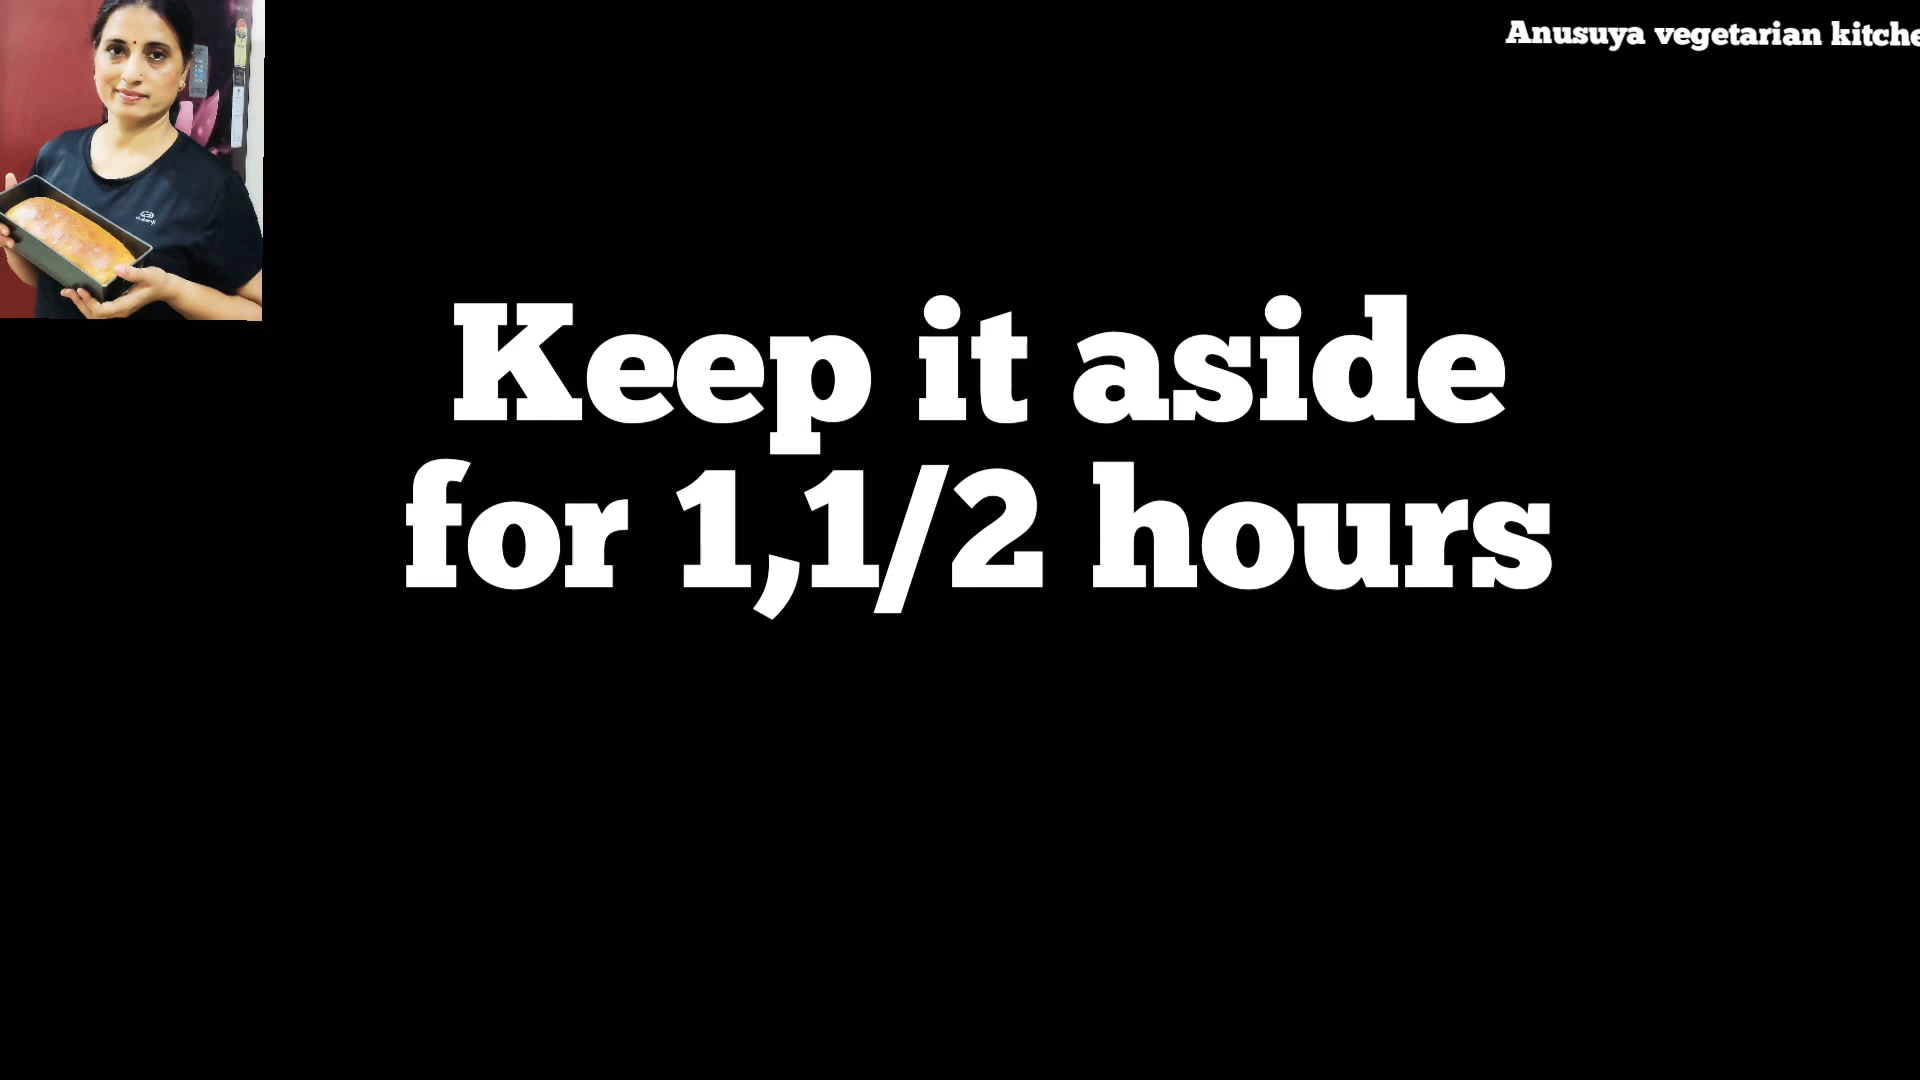 Anusuya vegetarian kitche
Keep it aside
for 1,1/2 hours